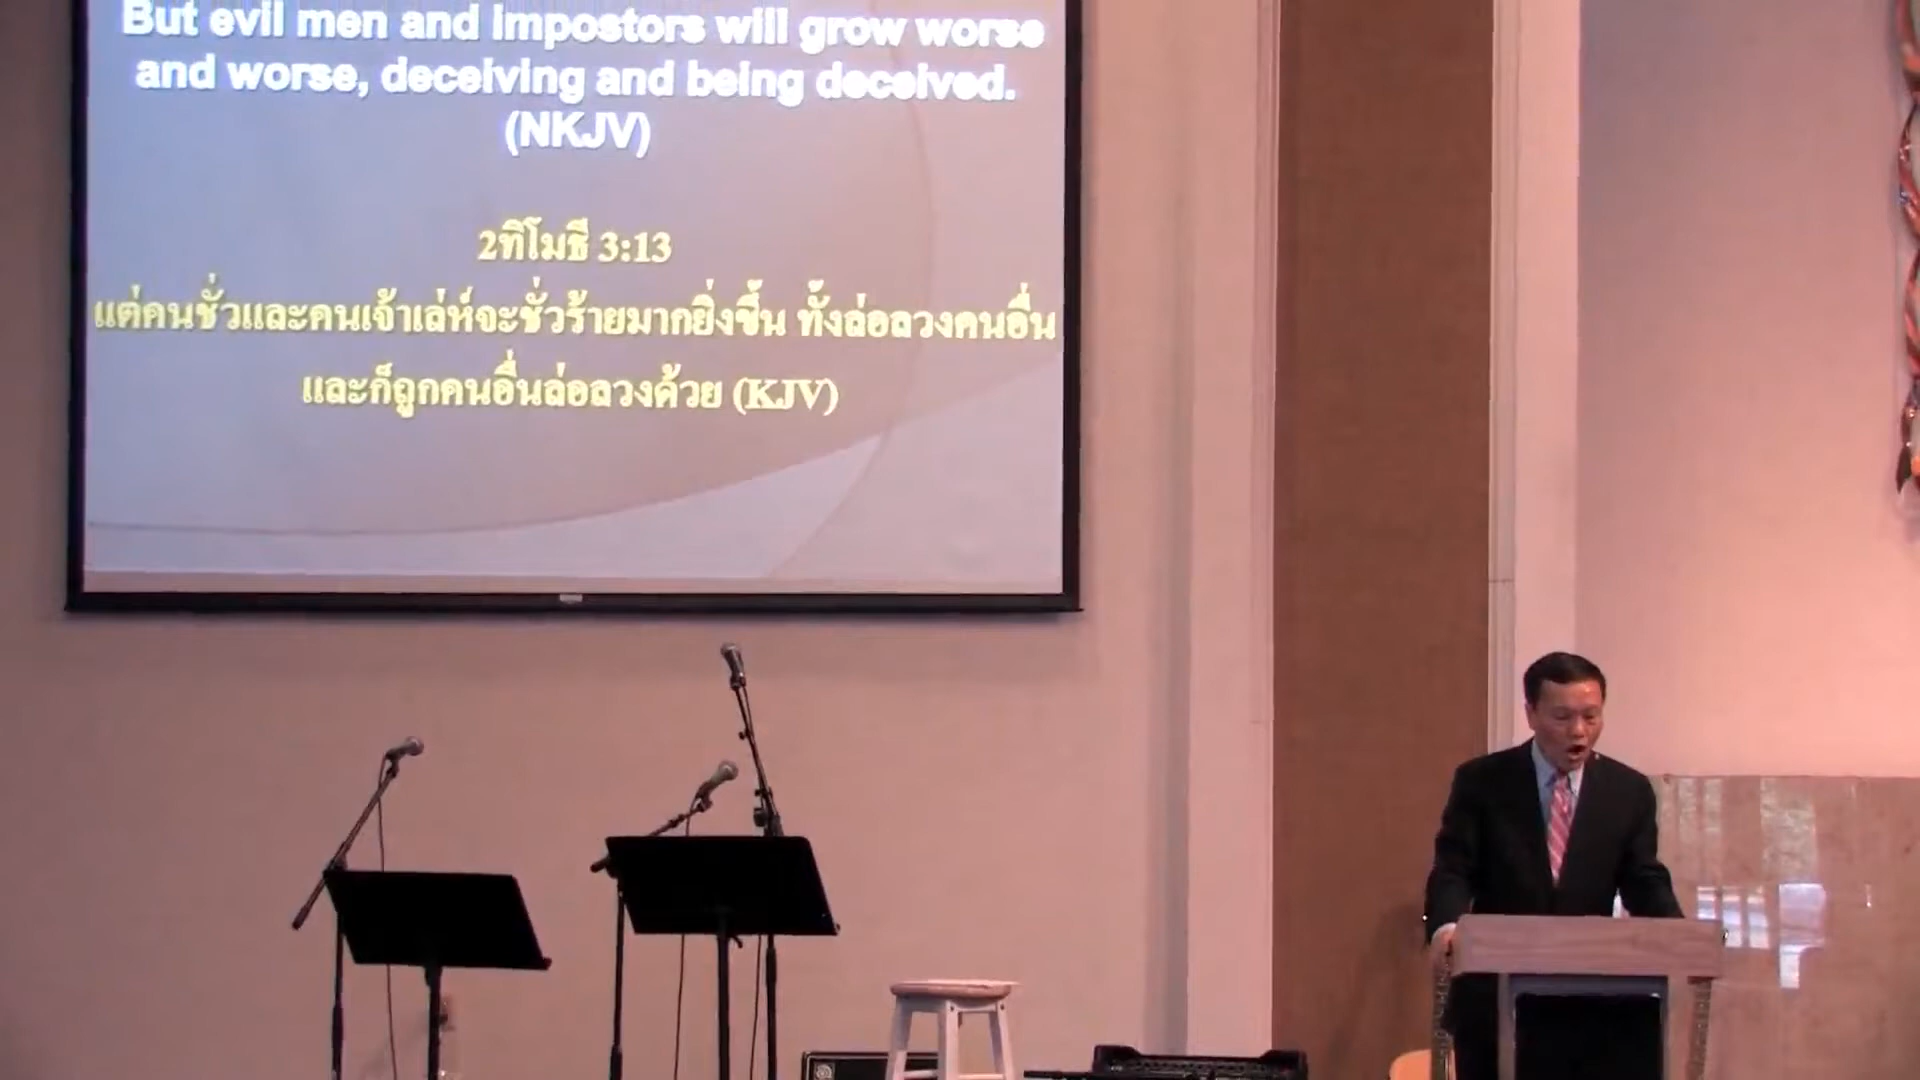 But evil men and impostors will grow worse
and worse, deceiving and being deceived.
(NKJV)
2ทิโมธี 3:13
แต่คนชั่วและคนเจ้าเล่ห์จะชั่วร้ายมากยิ่งขึ้น ทั้งล่อลวงคนอื่น
และก็ถูกคนอื่นล่อลวงด้วย (KJV)